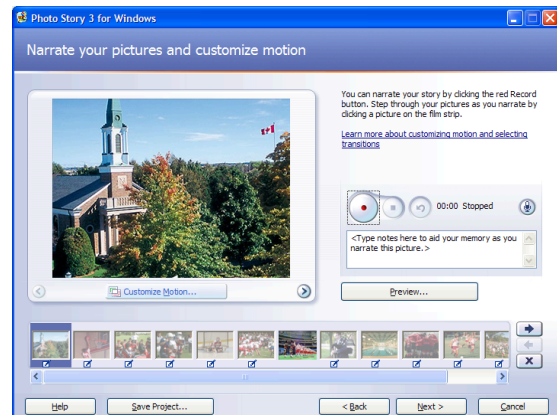 Photo Story 3 for Windows
Narrate your pictures and customize motion
You can narrate your story by clicking the red Record
button. Step through your pictures as you narrate by
clicking a picture on the film strip.
Learn more about customizing motion and selecting
transitions
00:00 Stopped
<Type notes here to aid your memory as you
narrate this picture.>
Customize Motion...
Preview...
Help
Save Project...
< Back
Next >
Cancel